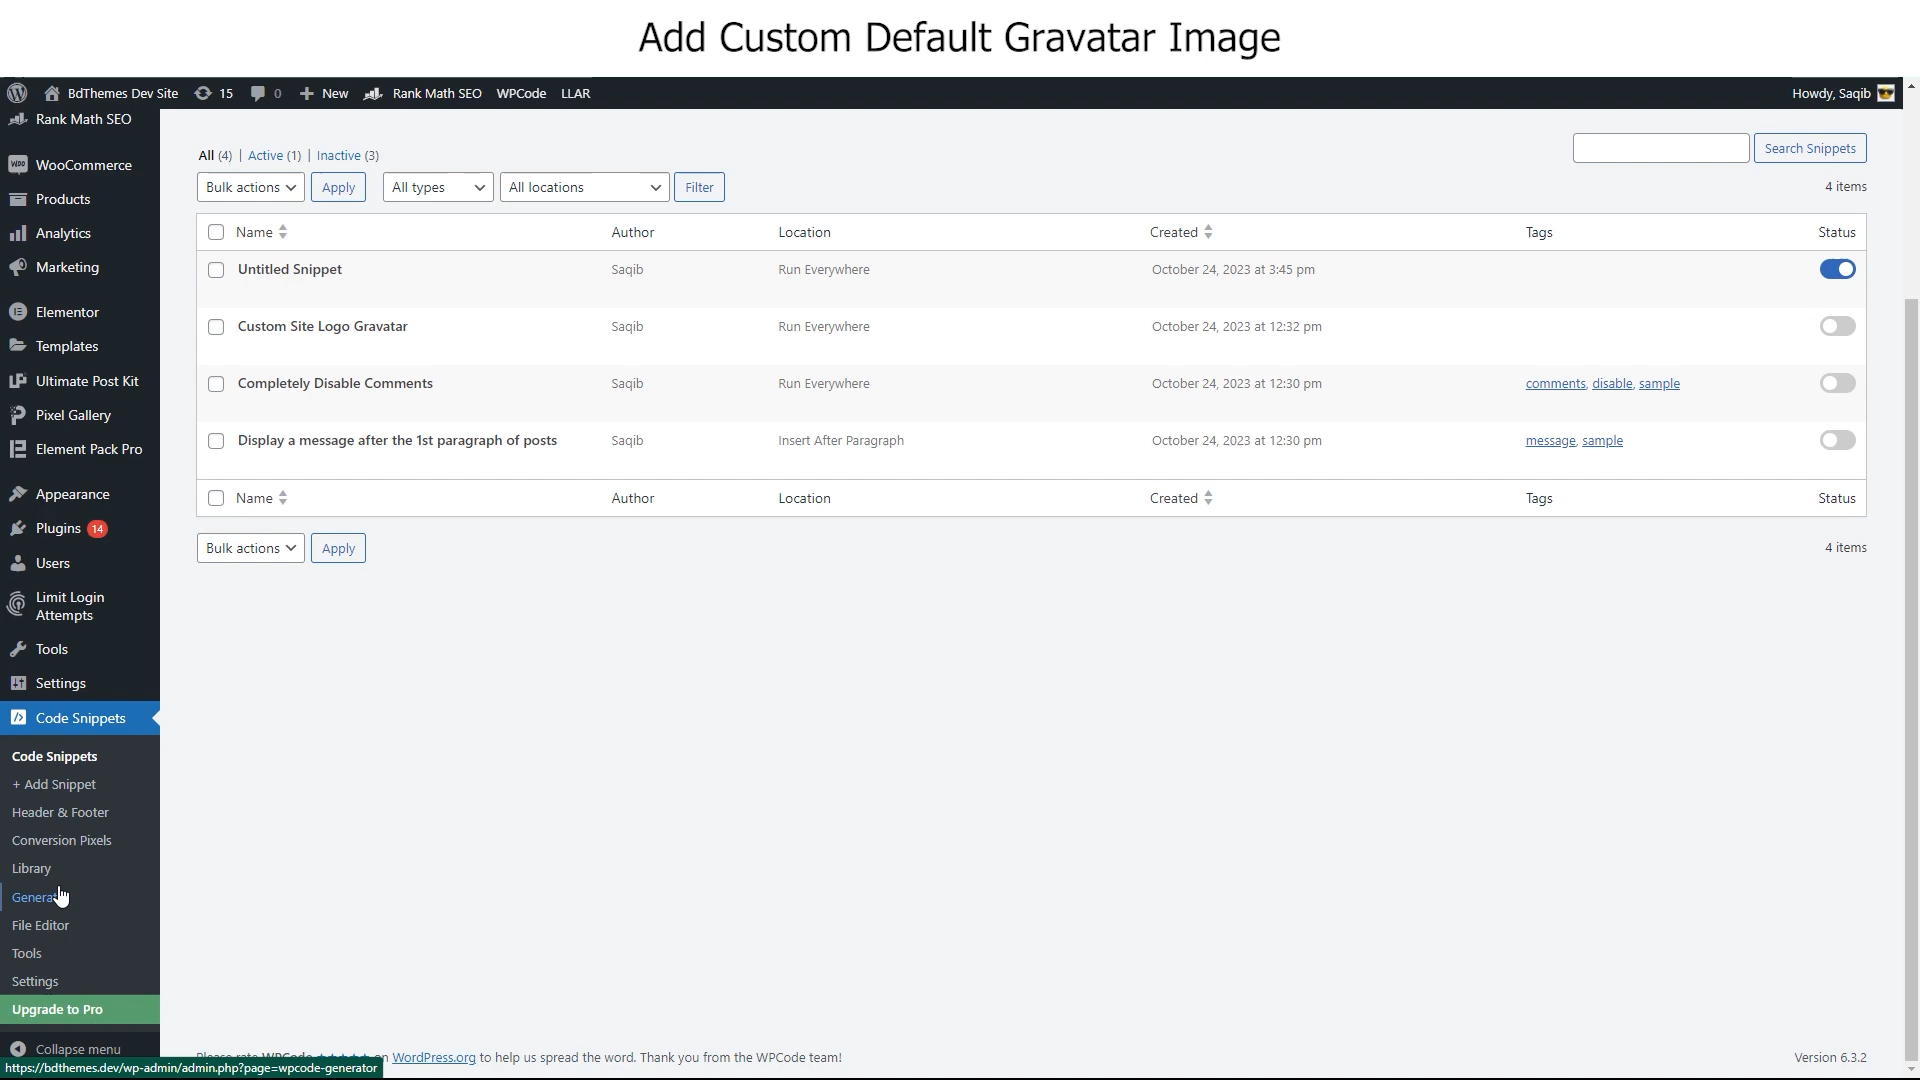 Add Custom Default Gravatar Image
BdThemes Dev Site 15 0 New Rank Math SEO WPCode LLAR Howdy, Saqib
Rank Math SEO
WooCommerce
Products
Analytics
Marketing
Elementor
Templates
Ultimate Post Kit
Pixel Gallery
Element Pack Pro
Appearance
Plugins 14
Users
Limit Login
Attempts
Tools
Settings
Code Snippets
Code Snippets
+ Add Snippet
Header & Footer
Conversion Pixels
Library
File Editor
Tools
Settings
Upgrade to Pro
Collapse menu
https://bdthemes.dev/wp-admin/admin.php?page=wpcode-generator
All (4) | Active (1) | Inactive (3)
Search Snippets
Bulk actions Apply All types All locations Filter 4 items
Name Author Location Created Tags Status
Untitled Snippet Saqib Run Everywhere October 24, 2023 at 3:45 pm
Custom Site Logo Gravatar Saqib Run Everywhere October 24, 2023 at 12:32 pm
Completely Disable Comments Saqib Run Everywhere October 24, 2023 at 12:30 pm comments, disable, sample
Display a message after the 1st paragraph of posts Saqib Insert After Paragraph October 24, 2023 at 12:30 pm message, sample
Name Author Location Created Tags Status
Bulk actions Apply 4 items
Please rate WPCode ★★★★★ on WordPress.org to help us spread the word. Thank you from the WPCode team! Version 6.3.2